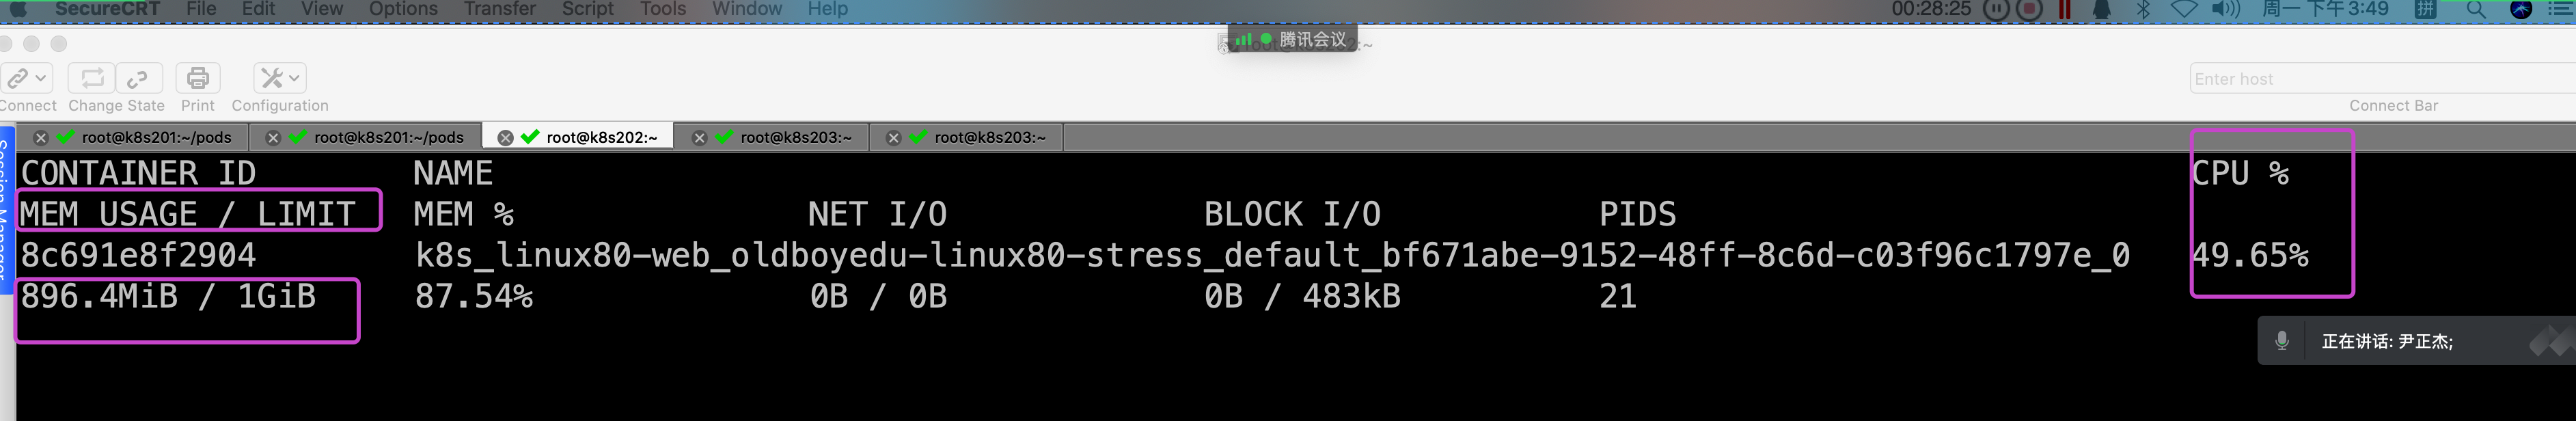 SecureCRT File Edit View Options Transfer Script Tools Window Help 00:28:25 周一 下午3:49
腾讯会议
Enter host
Connect Change State Print Configuration Connect Bar
root@k8s201:~/pods root@k8s201:~/pods root@k8s202:~ root@k8s203:~ root@k8s203:~
Session Manager
CONTAINER ID NAME CPU %
MEM USAGE / LIMIT MEM % NET I/O BLOCK I/O PIDS
8c691e8f2904 k8s_linux80-web_oldboyedu-linux80-stress_default_bf671abe-9152-48ff-8c6d-c03f96c1797e_0 49.65%
896.4MiB / 1GiB 87.54% 0B / 0B 0B / 483kB 21
正在讲话: 尹正杰;